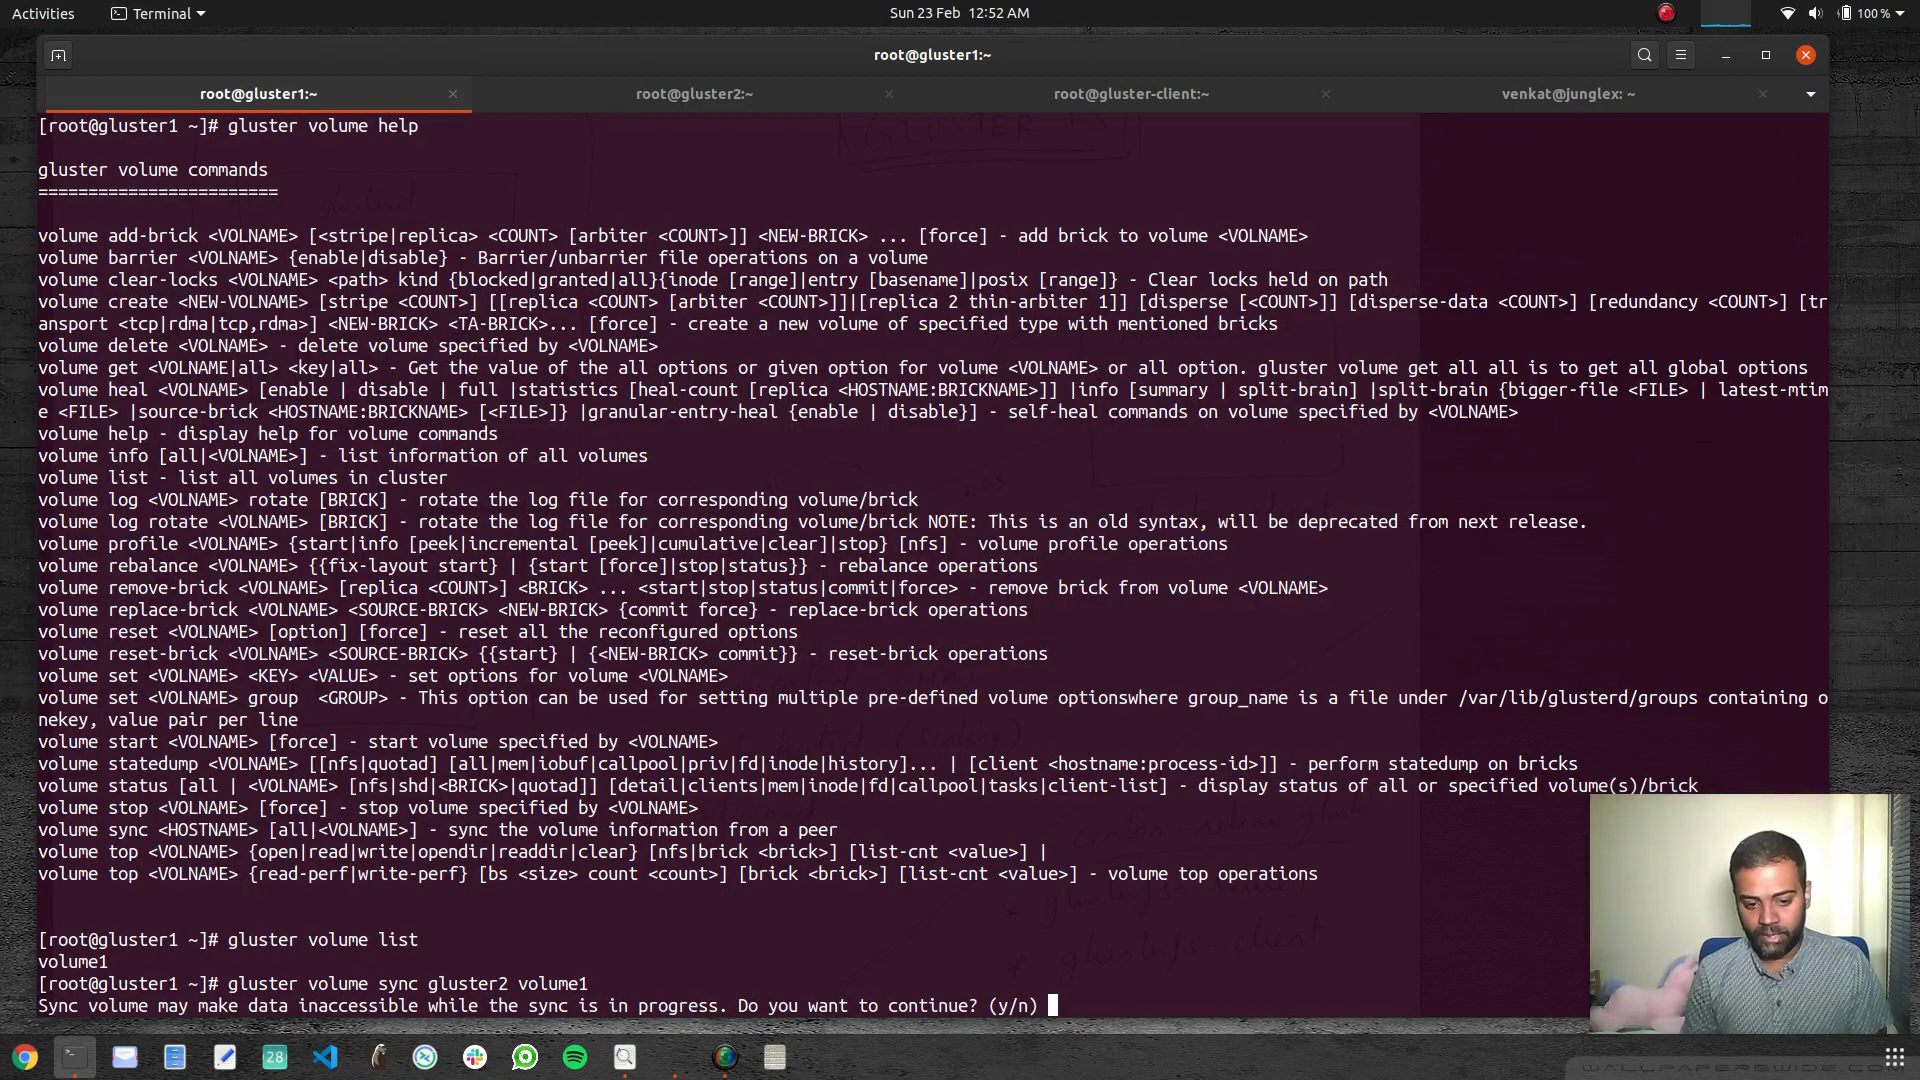 Activities
Terminal
Sun 23 Feb 12:52 AM
100 %
root@gluster1:~
root@gluster1:~
root@gluster2:~
root@gluster-client:~
venkat@junglex: ~
[root@gluster1 ~]# gluster volume help
gluster volume commands
========================
volume add-brick <VOLNAME> [<stripe|replica> <COUNT> [arbiter <COUNT>]] <NEW-BRICK> ... [force] - add brick to volume <VOLNAME>
volume barrier <VOLNAME> {enable|disable} - Barrier/unbarrier file operations on a volume
volume clear-locks <VOLNAME> <path> kind {blocked|granted|all}{inode [range]|entry [basename]|posix [range]} - Clear locks held on path
volume create <NEW-VOLNAME> [stripe <COUNT>] [[replica <COUNT> [arbiter <COUNT>]]|[replica 2 thin-arbiter 1]] [disperse [<COUNT>]] [disperse-data <COUNT>] [redundancy <COUNT>] [tr
ansport <tcp|rdma|tcp,rdma>] <NEW-BRICK> <TA-BRICK>... [force] - create a new volume of specified type with mentioned bricks
volume delete <VOLNAME> - delete volume specified by <VOLNAME>
volume get <VOLNAME|all> <key|all> - Get the value of the all options or given option for volume <VOLNAME> or all option. gluster volume get all all is to get all global options
volume heal <VOLNAME> [enable | disable | full |statistics [heal-count [replica <HOSTNAME:BRICKNAME>]] |info [summary | split-brain] |split-brain {bigger-file <FILE> | latest-mtim
e <FILE> |source-brick <HOSTNAME:BRICKNAME> [<FILE>]} |granular-entry-heal {enable | disable}] - self-heal commands on volume specified by <VOLNAME>
volume help - display help for volume commands
volume info [all|<VOLNAME>] - list information of all volumes
volume list - list all volumes in cluster
volume log <VOLNAME> rotate [BRICK] - rotate the log file for corresponding volume/brick
volume log rotate <VOLNAME> [BRICK] - rotate the log file for corresponding volume/brick NOTE: This is an old syntax, will be deprecated from next release.
volume profile <VOLNAME> {start|info [peek|incremental [peek]|cumulative|clear]|stop} [nfs] - volume profile operations
volume rebalance <VOLNAME> {{fix-layout start} | {start [force]|stop|status}} - rebalance operations
volume remove-brick <VOLNAME> [replica <COUNT>] <BRICK> ... <start|stop|status|commit|force> - remove brick from volume <VOLNAME>
volume replace-brick <VOLNAME> <SOURCE-BRICK> <NEW-BRICK> {commit force} - replace-brick operations
volume reset <VOLNAME> [option] [force] - reset all the reconfigured options
volume reset-brick <VOLNAME> <SOURCE-BRICK> {{start} | {<NEW-BRICK> commit}} - reset-brick operations
volume set <VOLNAME> <KEY> <VALUE> - set options for volume <VOLNAME>
volume set <VOLNAME> group  <GROUP> - This option can be used for setting multiple pre-defined volume optionswhere group_name is a file under /var/lib/glusterd/groups containing o
nekey, value pair per line
volume start <VOLNAME> [force] - start volume specified by <VOLNAME>
volume statedump <VOLNAME> [[nfs|quotad] [all|mem|iobuf|callpool|priv|fd|inode|history]... | [client <hostname:process-id>]] - perform statedump on bricks
volume status [all | <VOLNAME> [nfs|shd|<BRICK>|quotad]] [detail|clients|mem|inode|fd|callpool|tasks|client-list] - display status of all or specified volume(s)/brick
volume stop <VOLNAME> [force] - stop volume specified by <VOLNAME>
volume sync <HOSTNAME> [all|<VOLNAME>] - sync the volume information from a peer
volume top <VOLNAME> {open|read|write|opendir|readdir|clear} [nfs|brick <brick>] [list-cnt <value>] |
volume top <VOLNAME> {read-perf|write-perf} [bs <size> count <count>] [brick <brick>] [list-cnt <value>] - volume top operations
[root@gluster1 ~]# gluster volume list
volume1
[root@gluster1 ~]# gluster volume sync gluster2 volume1
Sync volume may make data inaccessible while the sync is in progress. Do you want to continue? (y/n)
28